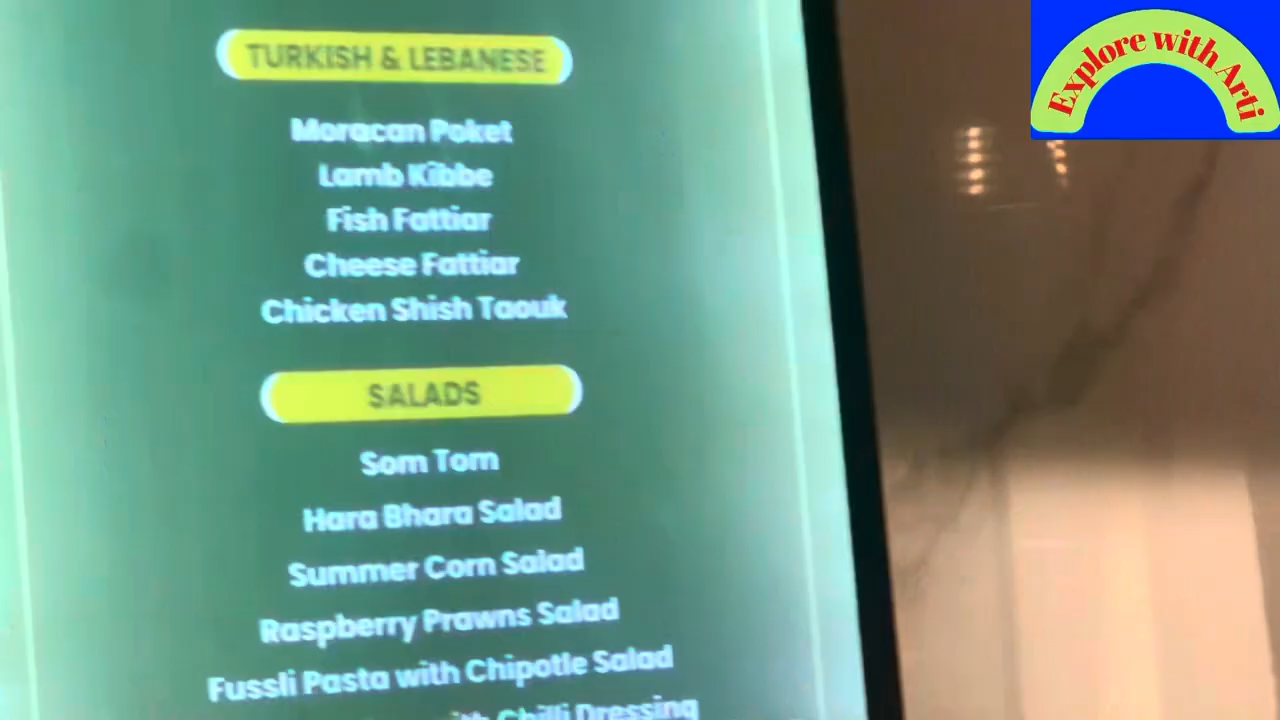 Explore with Arti
TURKISH & LEBANESE
Moracan Poket
Lamb Kibbe
Fish Fattiar
Cheese Fattiar
Chicken Shish Taouk
SALADS
Som Tom
Hara Bhara Salad
Summer Corn Salad
Raspberry Prawns Salad
Fussli Pasta with Chipotle Salad
with Chilli Dressing